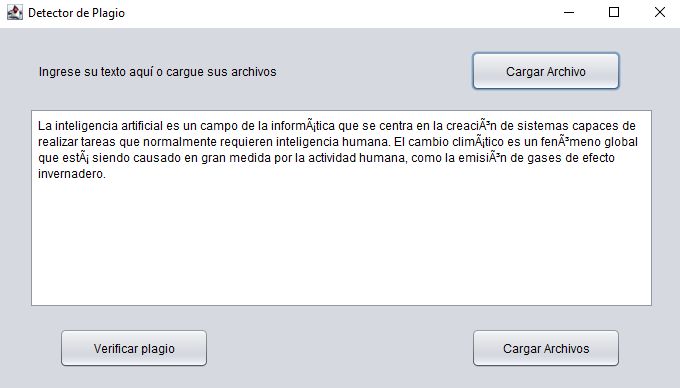 Detector de Plagio
Ingrese su texto aquí o cargue sus archivos
Cargar Archivo
La inteligencia artificial es un campo de la informÃ¡tica que se centra en la creaciÃ³n de sistemas capaces de
realizar tareas que normalmente requieren inteligencia humana. El cambio climÃ¡tico es un fenÃ³meno global
que estÃ¡ siendo causado en gran medida por la actividad humana, como la emisiÃ³n de gases de efecto
invernadero.
Verificar plagio
Cargar Archivos